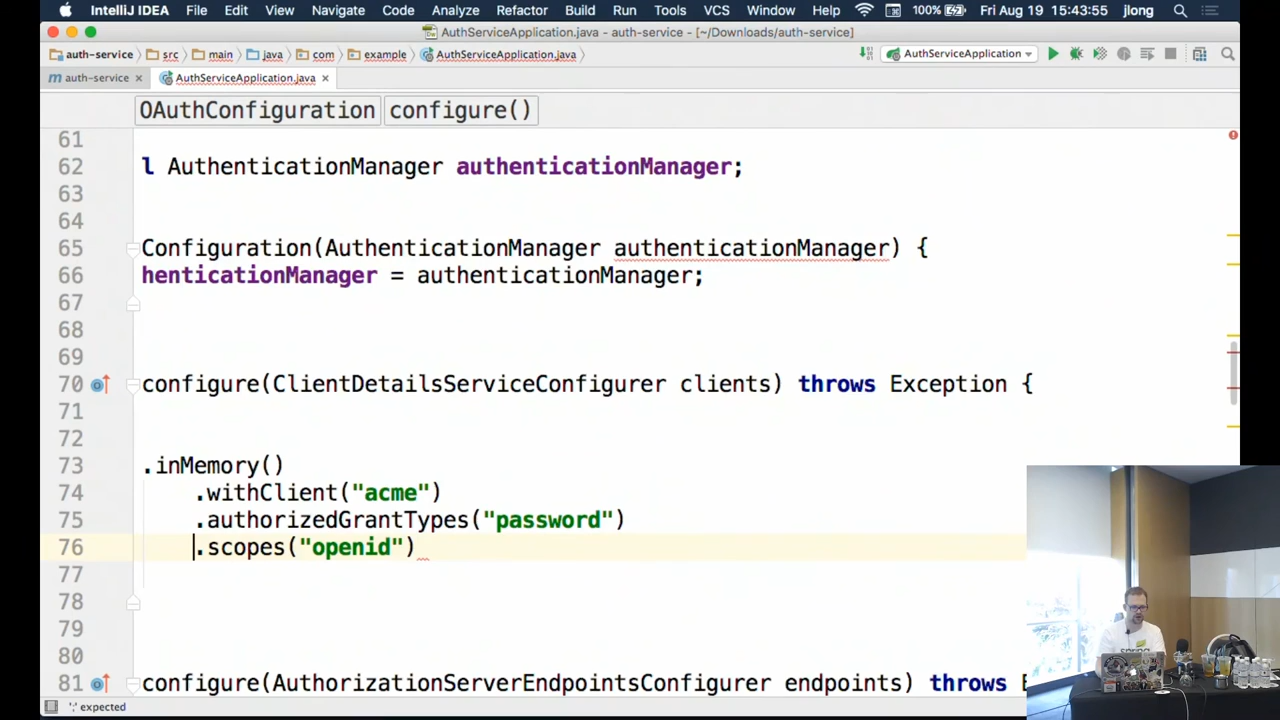 IntelliJ IDEA File Edit View Navigate Code Analyze Refactor Build Run Tools VCS Window Help 100% Fri Aug 19 15:43:55 jlong
AuthServiceApplication.java - auth-service - [~/Downloads/auth-service]
auth-service src main java com example AuthServiceApplication.java AuthServiceApplication
m auth-service AuthServiceApplication.java
OAuthConfiguration configure()
61
62 l AuthenticationManager authenticationManager;
63
64
65 Configuration(AuthenticationManager authenticationManager) {
66 henticationManager = authenticationManager;
67
68
69
70 configure(ClientDetailsServiceConfigurer clients) throws Exception {
71
72
73 .inMemory()
74 .withClient("acme")
75 .authorizedGrantTypes("password")
76 .scopes("openid")
77
78
79
80
81 configure(AuthorizationServerEndpointsConfigurer endpoints) throws E
';' expected